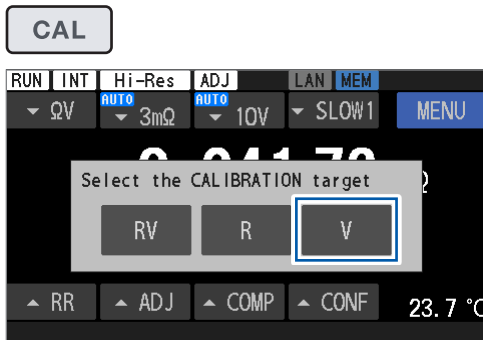 CAL
RUN INT Hi-Res ADJ LAN MEM
ΩV AUTO 3mΩ AUTO 10V SLOW1 MENU
Select the CALIBRATION target
RV R V
RR ADJ COMP CONF 23.7 °C